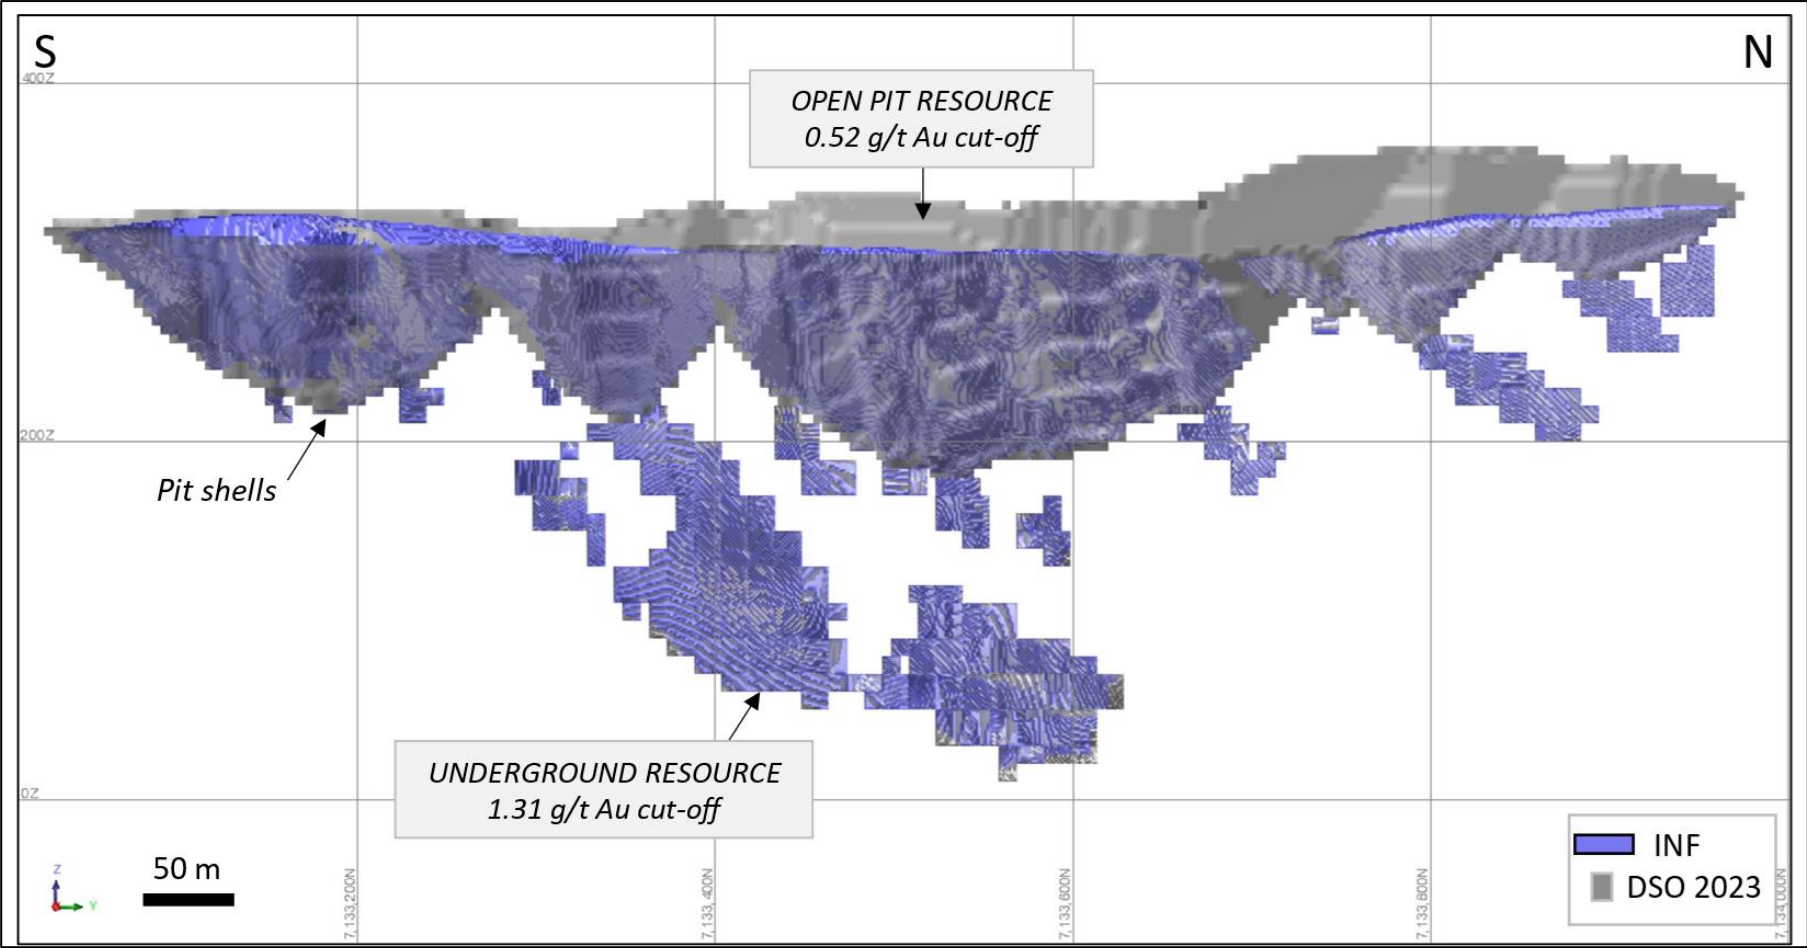 S
N
400Z
OPEN PIT RESOURCE
0.52 g/t Au cut-off
200Z
Pit shells
UNDERGROUND RESOURCE
1.31 g/t Au cut-off
0Z
INF
DSO 2023
50 m
Z
Y
7,133,200N
7,133,400N
7,133,600N
7,133,800N
7,134,000N